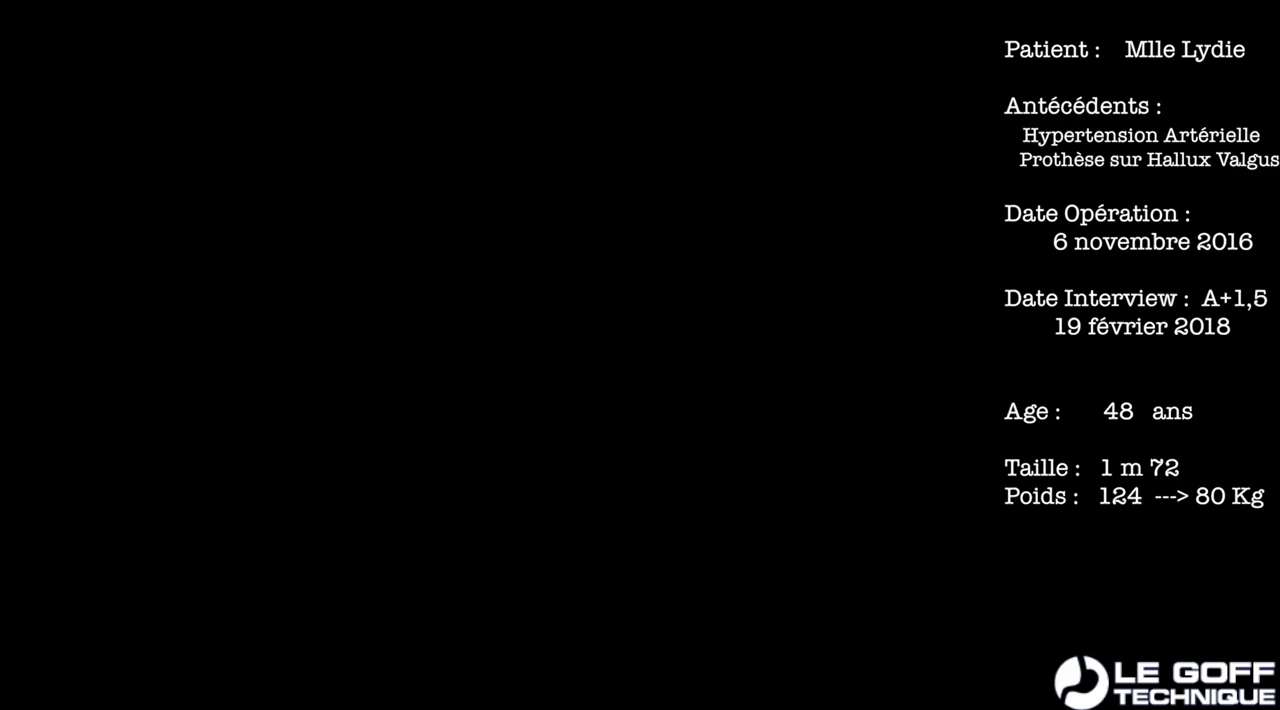 Patient : Mlle Lydie
Antécédents :
Hypertension Artérielle
Prothèse sur Hallux Valgus
Date Opération :
6 novembre 2016
Date Interview : A+1,5
19 février 2018
Age : 48 ans
Taille : 1 m 72
Poids : 124 ---> 80 Kg
LE GOFF
TECHNIQUE